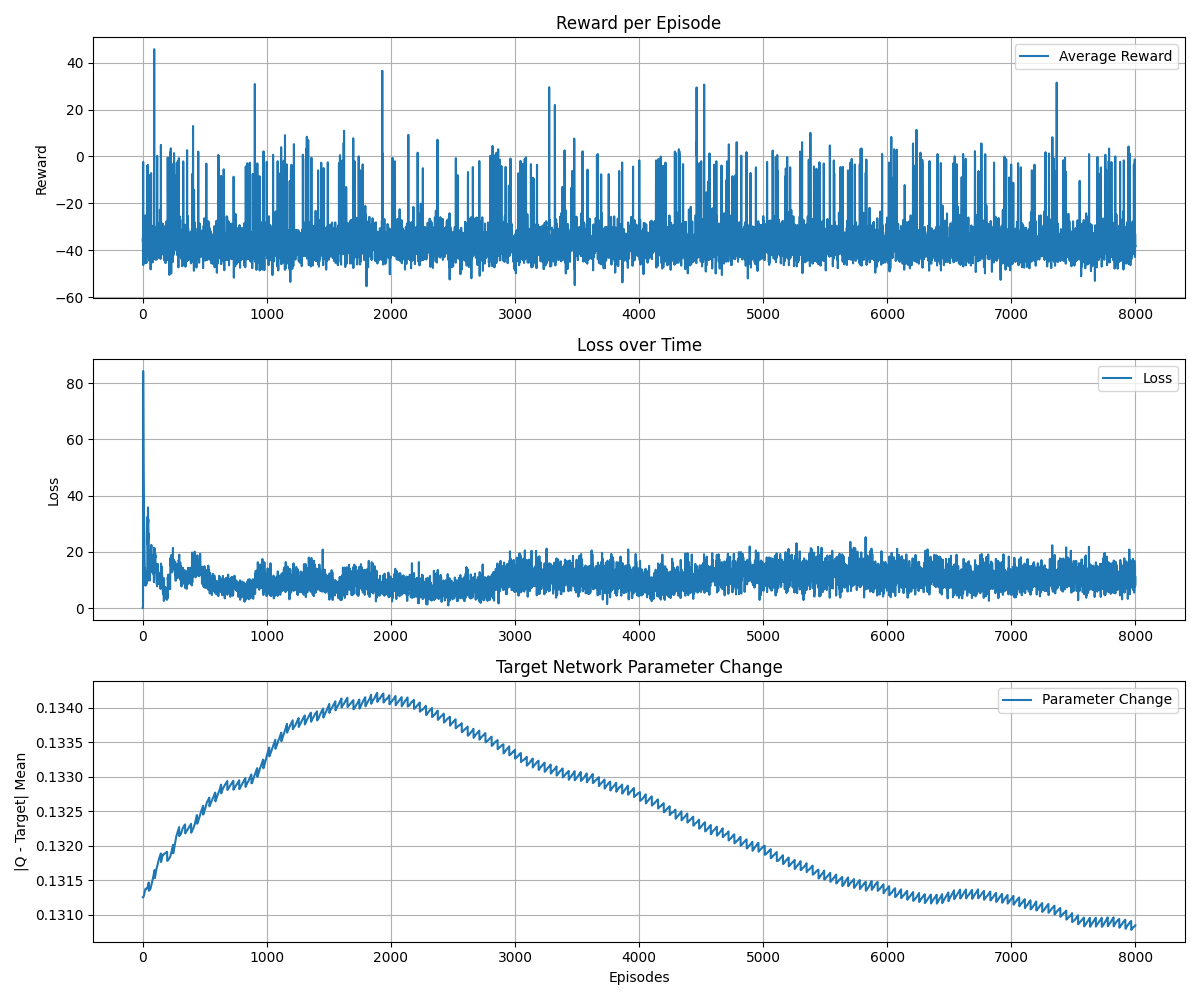 Reward per Episode
Average Reward
Reward
40
20
0
−20
−40
−60
0 1000 2000 3000 4000 5000 6000 7000 8000
Loss over Time
Loss
Loss
80
60
40
20
0
0 1000 2000 3000 4000 5000 6000 7000 8000
Target Network Parameter Change
Parameter Change
|Q - Target| Mean
0.1340
0.1335
0.1330
0.1325
0.1320
0.1315
0.1310
0 1000 2000 3000 4000 5000 6000 7000 8000
Episodes